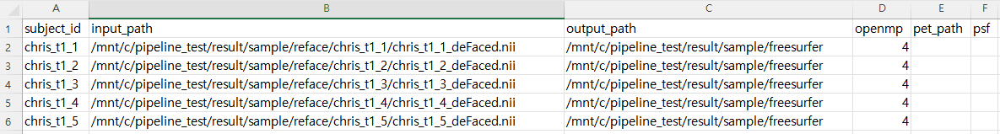 A B C D E F
1 subject_id input_path output_path openmp pet_path psf
2 chris_t1_1 /mnt/c/pipeline_test/result/sample/reface/chris_t1_1/chris_t1_1_deFaced.nii /mnt/c/pipeline_test/result/sample/freesurfer 4
3 chris_t1_2 /mnt/c/pipeline_test/result/sample/reface/chris_t1_2/chris_t1_2_deFaced.nii /mnt/c/pipeline_test/result/sample/freesurfer 4
4 chris_t1_3 /mnt/c/pipeline_test/result/sample/reface/chris_t1_3/chris_t1_3_deFaced.nii /mnt/c/pipeline_test/result/sample/freesurfer 4
5 chris_t1_4 /mnt/c/pipeline_test/result/sample/reface/chris_t1_4/chris_t1_4_deFaced.nii /mnt/c/pipeline_test/result/sample/freesurfer 4
6 chris_t1_5 /mnt/c/pipeline_test/result/sample/reface/chris_t1_5/chris_t1_5_deFaced.nii /mnt/c/pipeline_test/result/sample/freesurfer 4